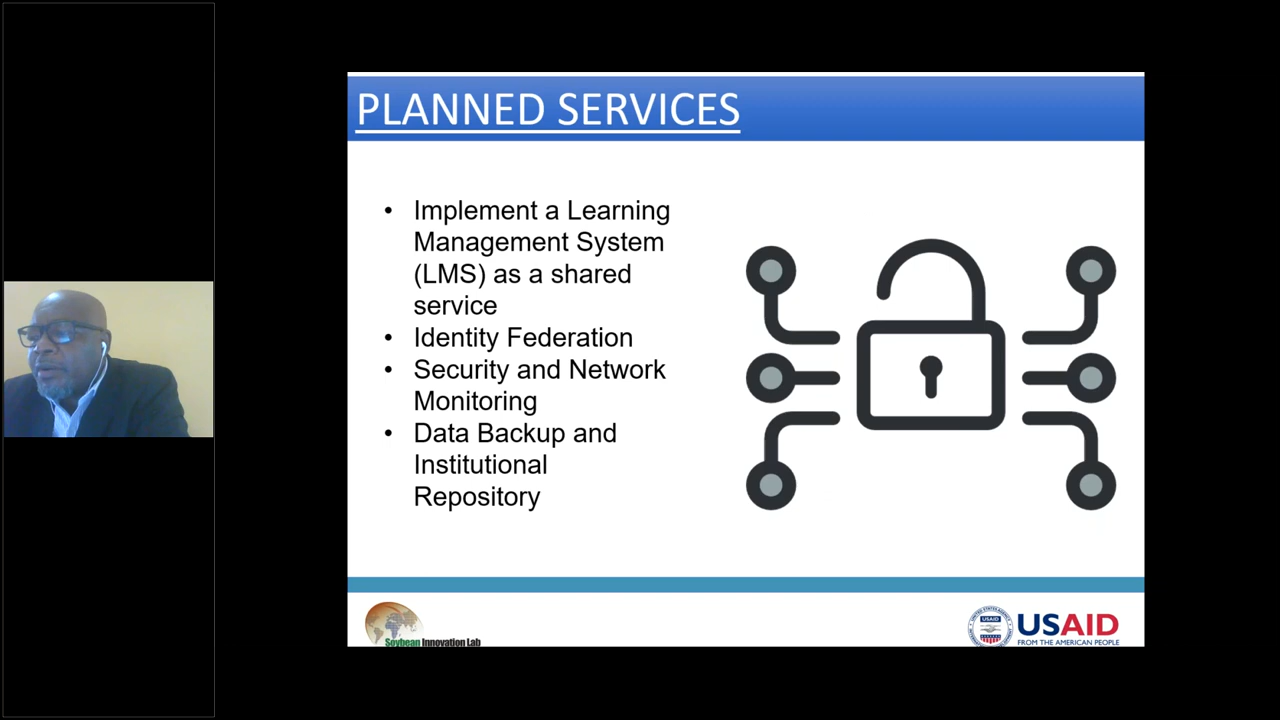 PLANNED SERVICES
• Implement a Learning
Management System
(LMS) as a shared
service
• Identity Federation
• Security and Network
Monitoring
• Data Backup and
Institutional
Repository
Soybean Innovation Lab
USAID
USAID
FROM THE AMERICAN PEOPLE